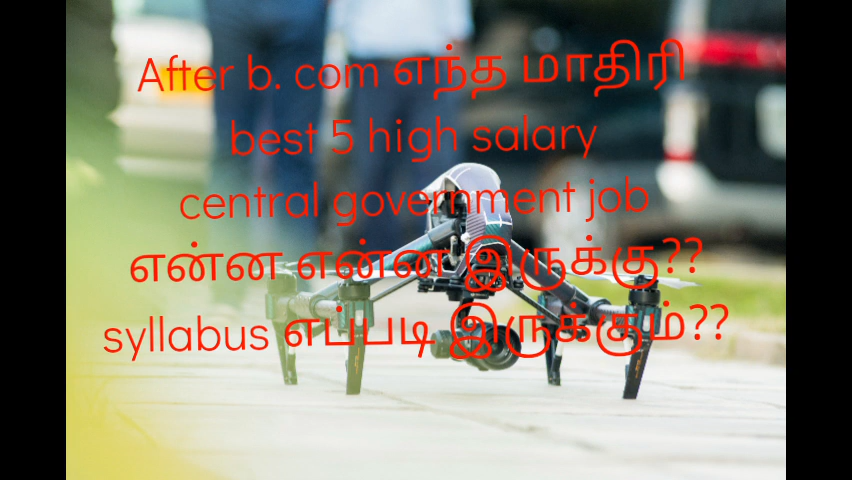 After b. com எந்த மாதிரி
best 5 high salary
central government job
என்ன என்ன இருக்கு??
syllabus எப்படி இருக்கும்??